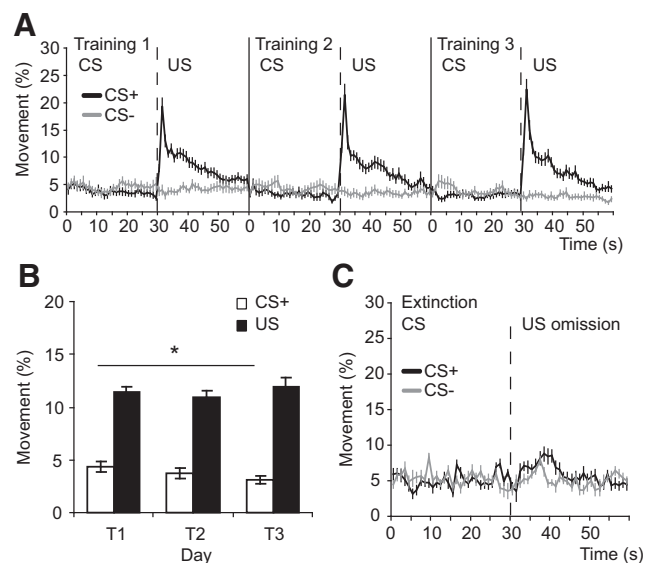 A
Training 1 Training 2 Training 3
CS US CS US CS US
CS+
CS-
Movement (%)
30
25
20
15
10
5
0
0 10 20 30 40 50 0 10 20 30 40 50 0 10 20 30 40 50
Time (s)
B
CS+
US
*
Movement (%)
20
15
10
5
0
T1 T2 T3
Day
C
Extinction
CS US omission
CS+
CS-
Movement (%)
30
25
20
15
10
5
0
0 10 20 30 40 50
Time (s)